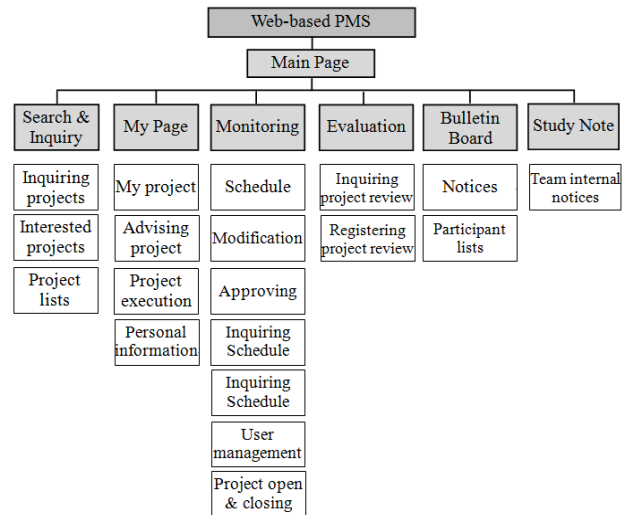 Web-based PMS
Main Page
Search &
Inquiry
My Page
Monitoring
Evaluation
Bulletin
Board
Study Note
Inquiring
projects
Interested
projects
Project
lists
My project
Advising
project
Project
execution
Personal
information
Schedule
Modification
Approving
Inquiring
Schedule
Inquiring
Schedule
User
management
Project open
& closing
Inquiring
project review
Registering
project review
Notices
Participant
lists
Team internal
notices